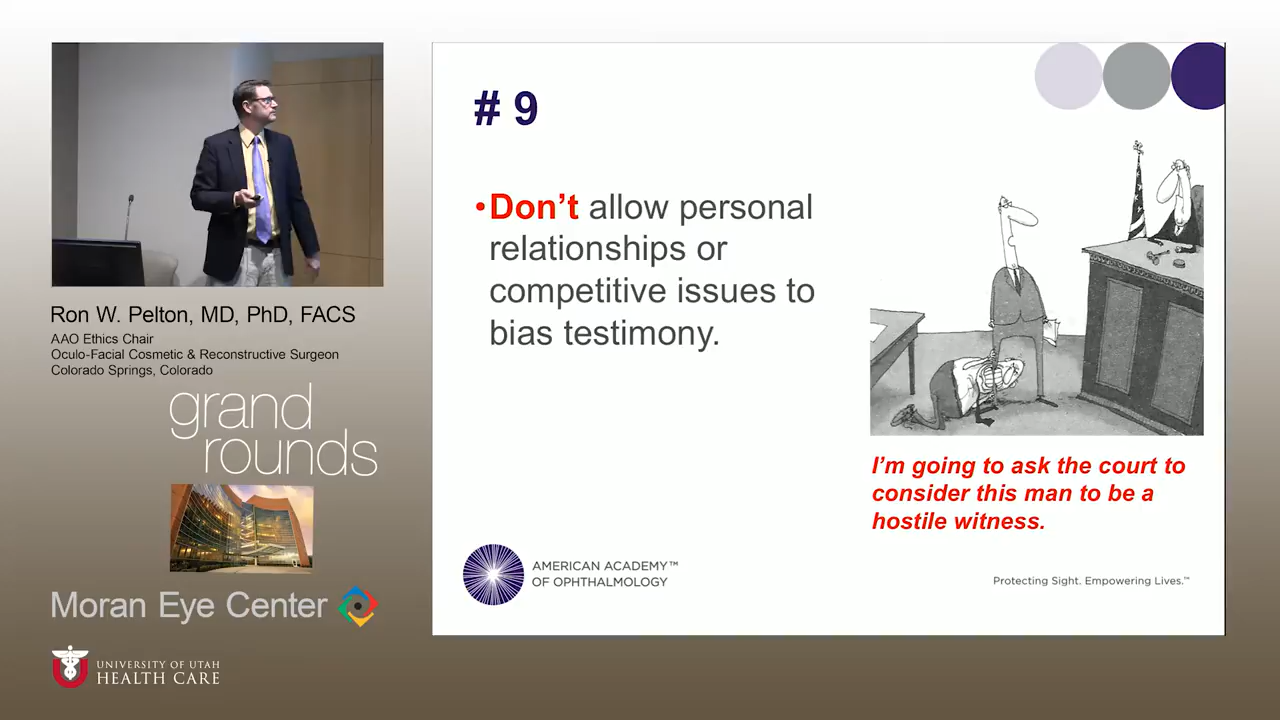 Ron W. Pelton, MD, PhD, FACS
AAO Ethics Chair
Oculo-Facial Cosmetic & Reconstructive Surgeon
Colorado Springs, Colorado
grand
rounds
Moran Eye Center
UNIVERSITY OF UTAH
HEALTH CARE
# 9
•Don't allow personal
relationships or
competitive issues to
bias testimony.
I'm going to ask the court to
consider this man to be a
hostile witness.
AMERICAN ACADEMY™
OF OPHTHALMOLOGY
Protecting Sight. Empowering Lives.™